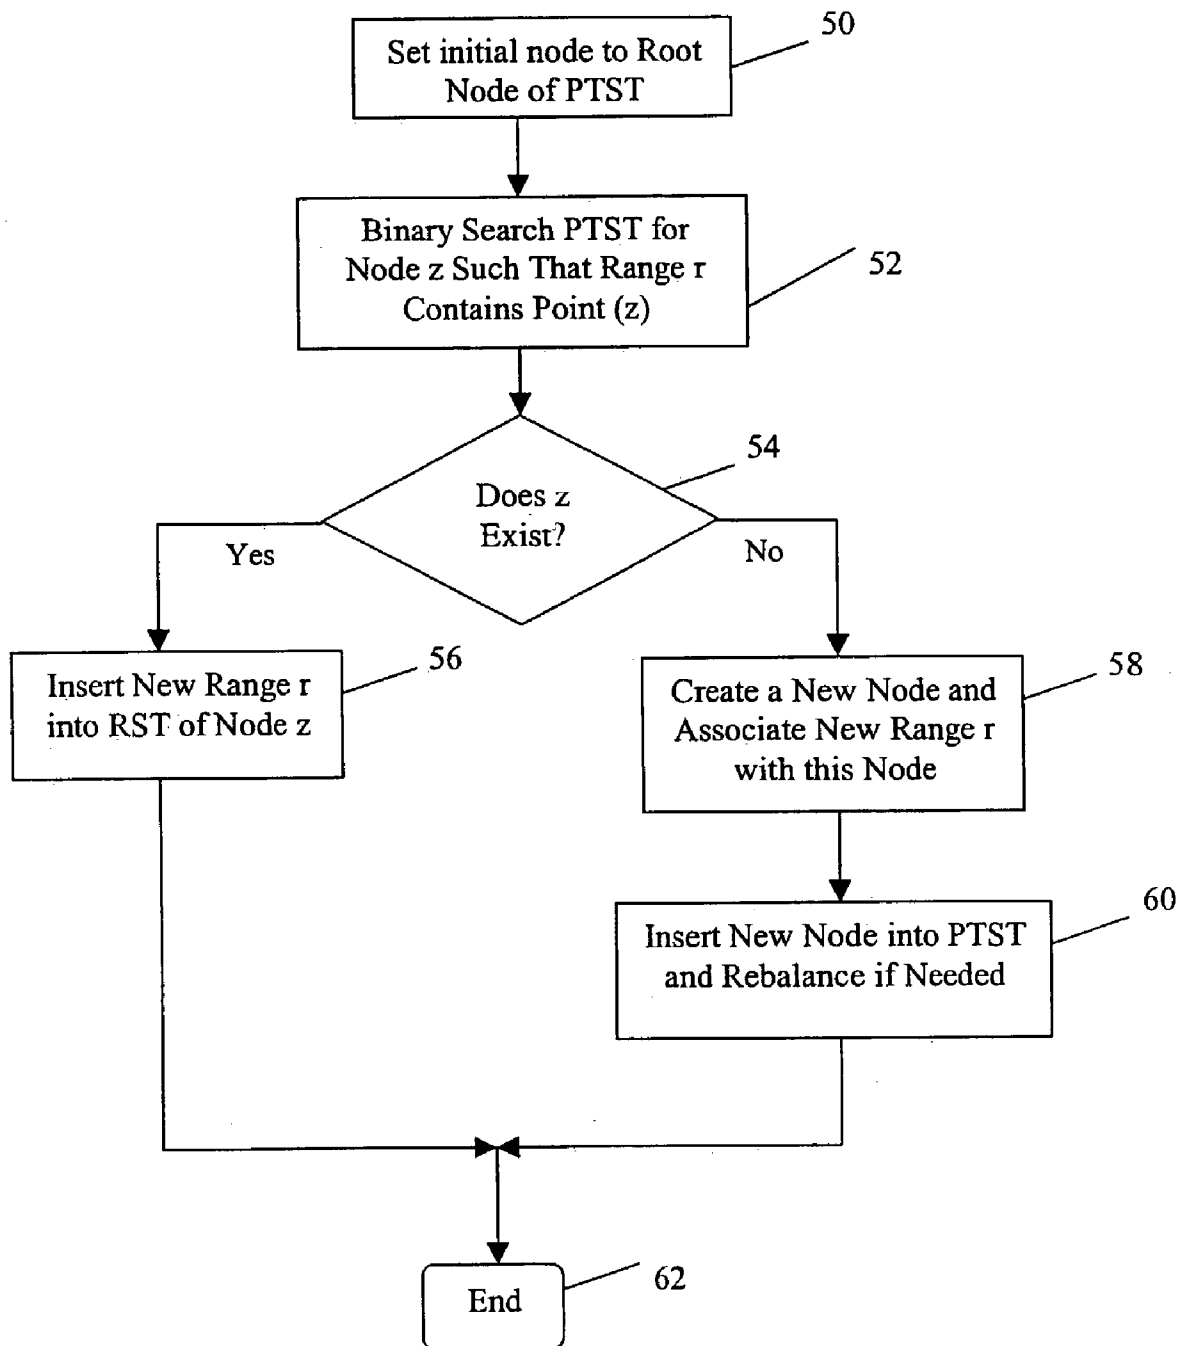 50
Set initial node to Root
Node of PTST
Binary Search PTST for
Node z Such That Range r
Contains Point (z)
52
54
Does z
Exist?
Yes
No
56
Insert New Range r
into RST of Node z
58
Create a New Node and
Associate New Range r
with this Node
60
Insert New Node into PTST
and Rebalance if Needed
62
End